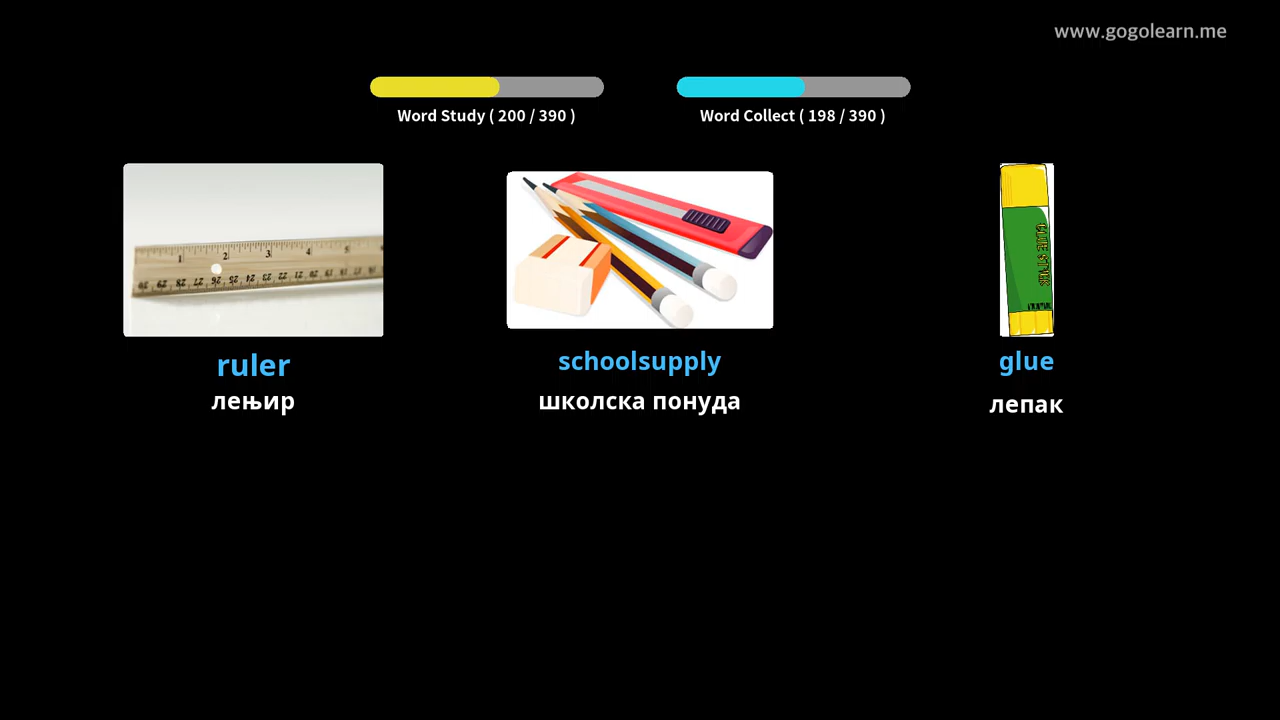 www.gogolearn.me
Word Study ( 200 / 390 )
Word Collect ( 198 / 390 )
ruler
лењир
schoolsupply
школска понуда
glue
лепак